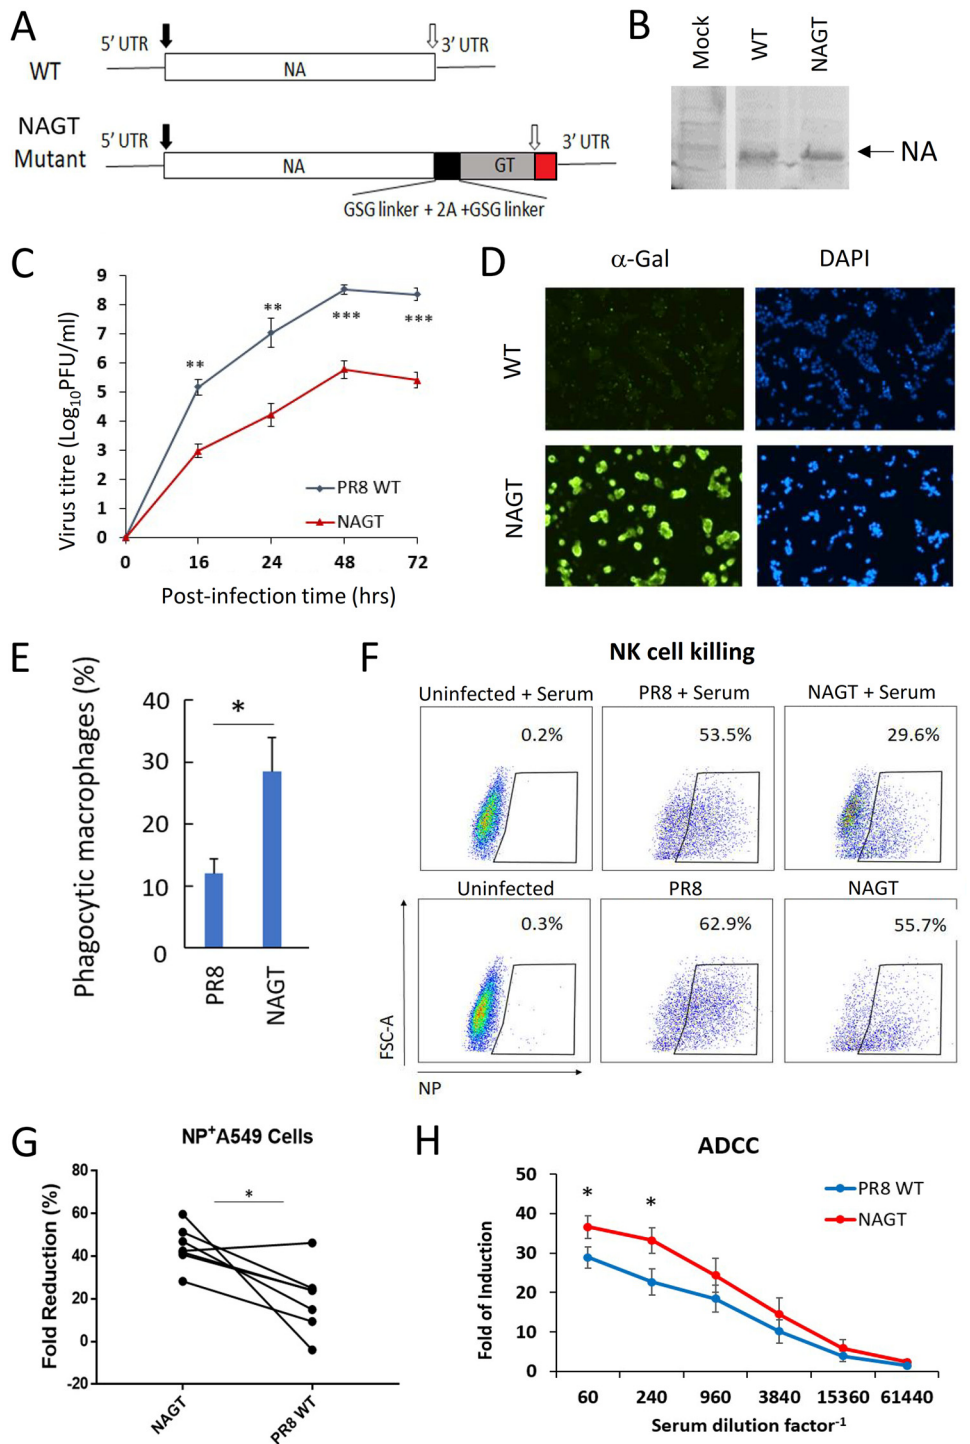 A
5' UTR
3' UTR
WT
NA
NAGT
Mutant
5' UTR
3' UTR
NA
GT
GSG linker + 2A +GSG linker
B
Mock
WT
NAGT
NA
C
Virus titre (Log10PFU/ml)
9
8
7
6
5
4
3
2
1
0
**
**
***
***
PR8 WT
NAGT
0 16 24 48 72
Post-infection time (hrs)
D
α-Gal DAPI
WT
NAGT
E
Phagocytic macrophages (%)
40
30
20
10
0
*
PR8
NAGT
F
NK cell killing
Uninfected + Serum PR8 + Serum NAGT + Serum
0.2% 53.5% 29.6%
Uninfected PR8 NAGT
0.3% 62.9% 55.7%
FSC-A
NP
G
NP+A549 Cells
Fold Reduction (%)
80
60
40
20
0
-20
*
NAGT
PR8 WT
H
ADCC
Fold of Induction
50
40
30
20
10
0
* *
PR8 WT
NAGT
60 240 960 3840 15360 61440
Serum dilution factor-1